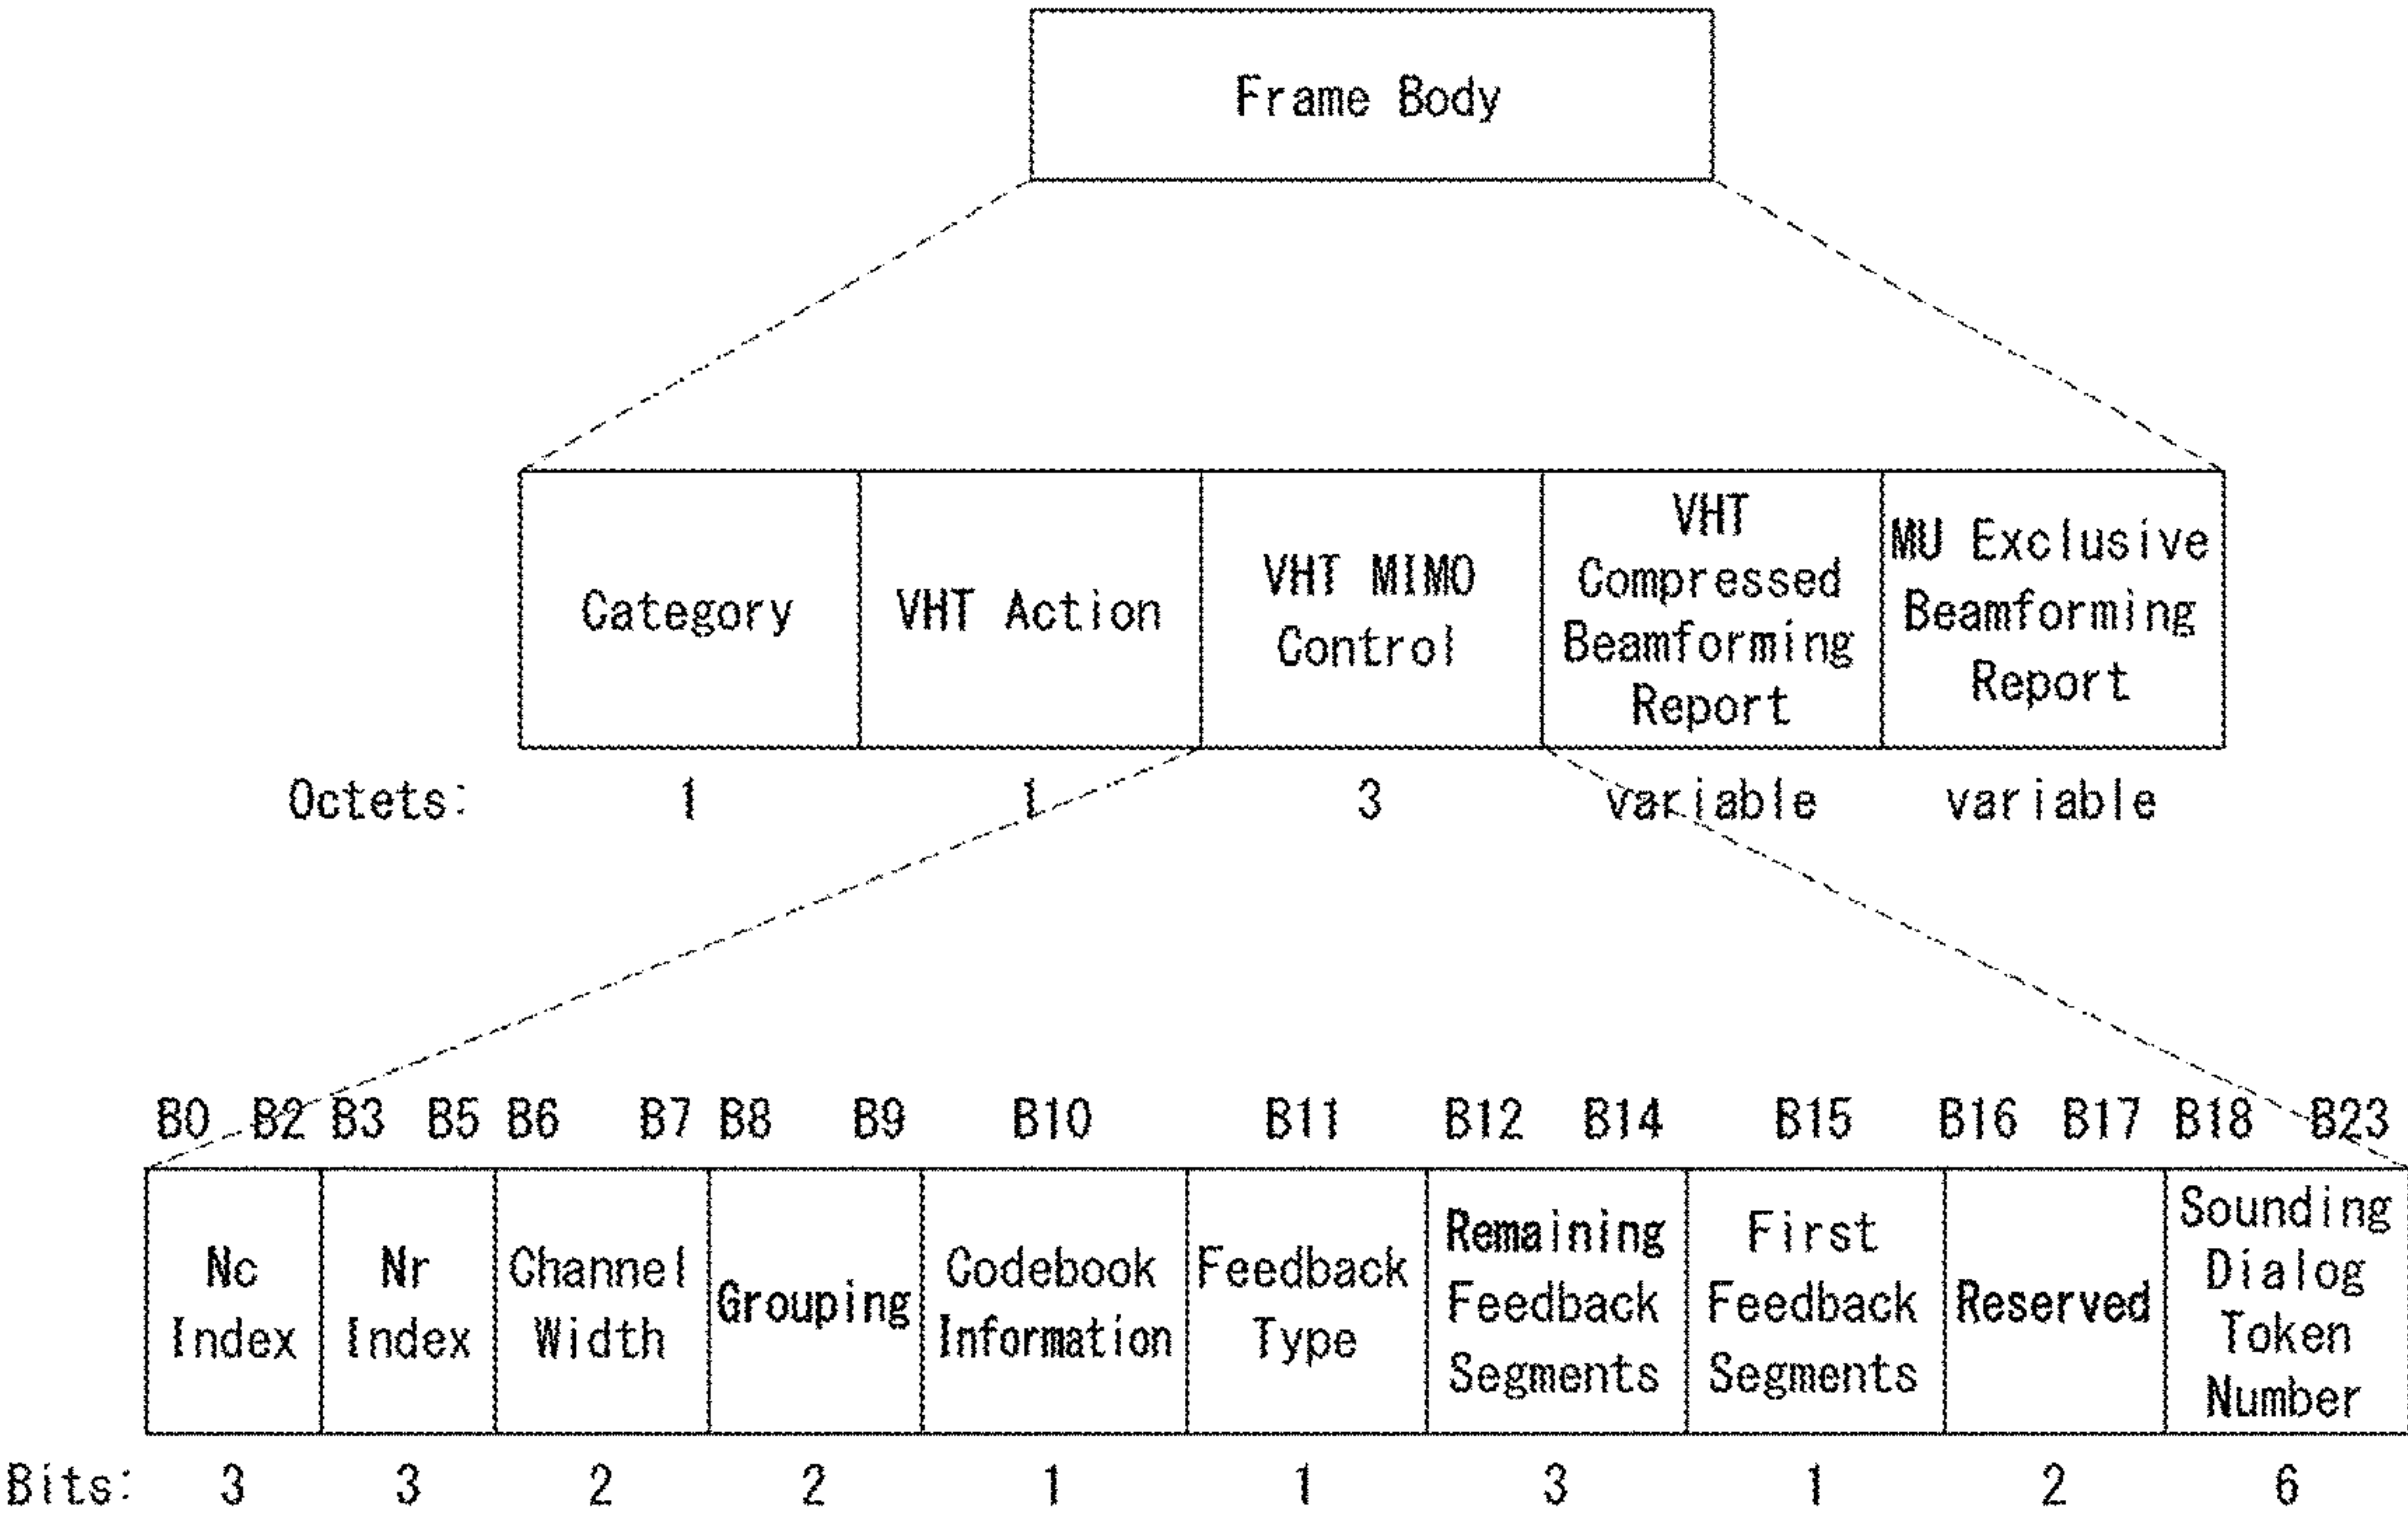 Frame Body
Category
VHT Action
VHT MIMO
Control
VHT
Compressed
Beamforming
Report
MU Exclusive
Beamforming
Report
Octets: 1 1 3 variable variable
B0 B2 B3 B5 B6 B7 B8 B9 B10 B11 B12 B14 B15 B16 B17 B18 B23
Nc
Index
Nr
Index
Channel
Width
Grouping
Codebook
Information
Feedback
Type
Remaining
Feedback
Segments
First
Feedback
Segments
Reserved
Sounding
Dialog
Token
Number
Bits: 3 3 2 2 1 1 3 1 2 6